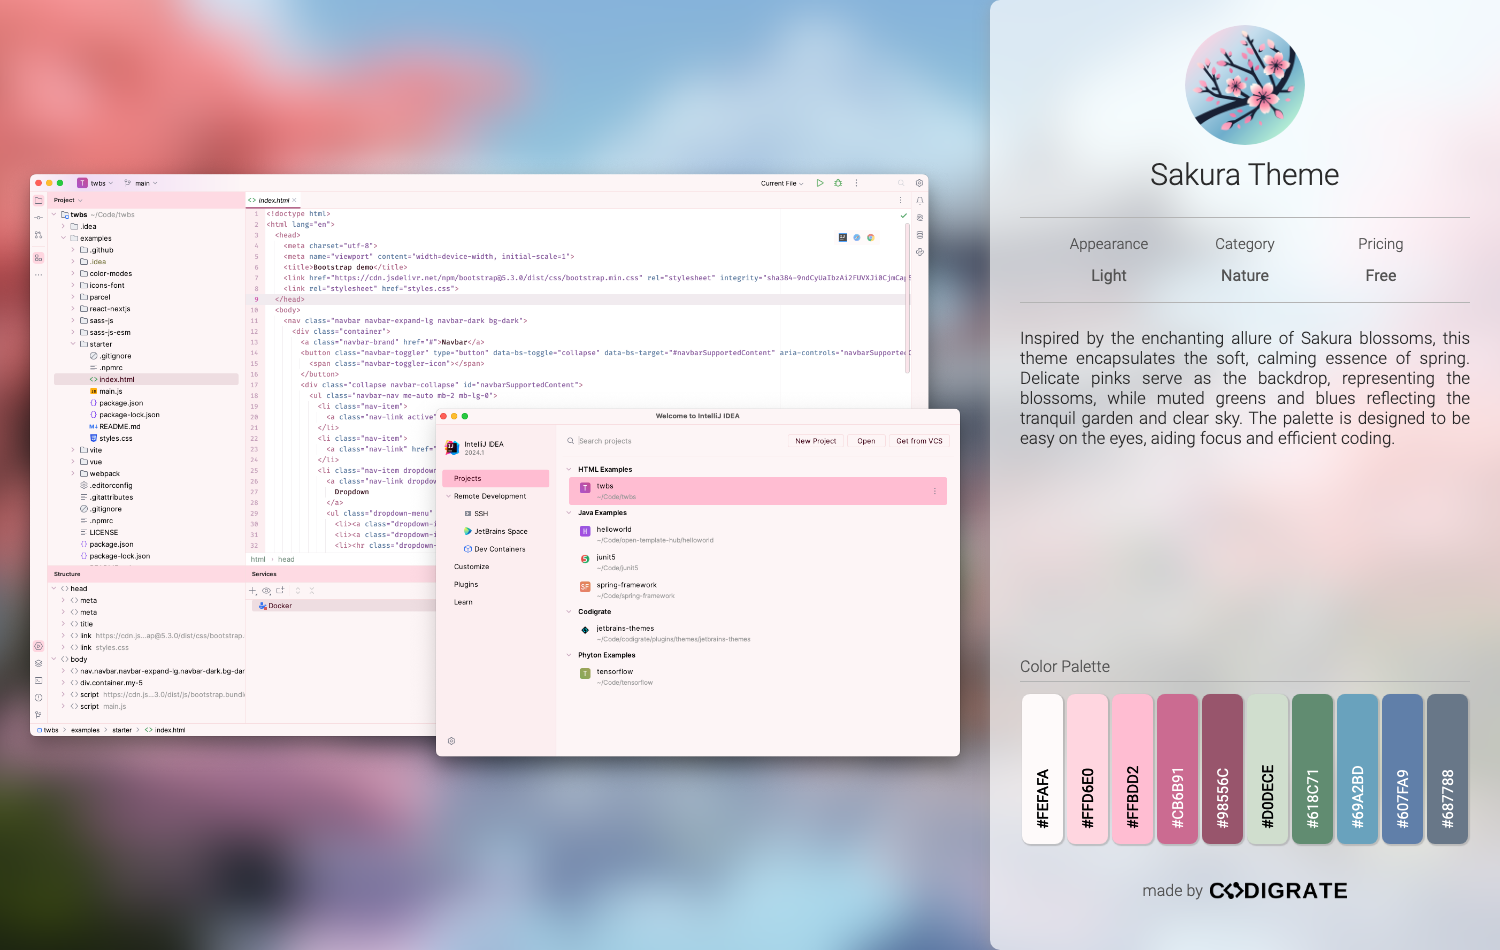 twbs
main
Current File
Project
twbs ~/Code/twbs
.idea
examples
.github
.idea
color-modes
icons-font
parcel
react-nextjs
sass-js
sass-js-esm
starter
.gitignore
.npmrc
index.html
main.js
package.json
package-lock.json
README.md
styles.css
vite
vue
webpack
.editorconfig
.gitattributes
.gitignore
.npmrc
LICENSE
package.json
package-lock.json
index.html
1 <!doctype html>
2 <html lang="en">
3 <head>
4 <meta charset="utf-8">
5 <meta name="viewport" content="width=device-width, initial-scale=1">
6 <title>Bootstrap demo</title>
7 <link href="https://cdn.jsdelivr.net/npm/bootstrap@5.3.0/dist/css/bootstrap.min.css" rel="stylesheet" integrity=
8 <link rel="stylesheet" href="styles.css">
9 </head>
10 <body>
11 <nav class="navbar navbar-expand-lg navbar-dark bg-dark">
12 <div class="container">
13 <a class="navbar-brand" href="#">Navbar</a>
14 <button class="navbar-toggler" type="button" data-bs-toggle="collapse" data-bs-target="#navbarSupportedContent" aria-controls="navbarSupported
15 <span class="navbar-toggler-icon"></span>
16 </button>
17 <div class="collapse navbar-collapse" id="navbarSupportedContent">
18 <ul class="navbar-nav me-auto mb-2 mb-lg-0">
19 <li class="nav-item">
20 <a class="nav-link active"
21 </li>
22 <li class="nav-item">
23 <a class="nav-link" href="
24 </li>
25 <li class="nav-item dropdown
26 <a class="nav-link dropdow
27 Dropdown
28 </a>
29 <ul class="dropdown-menu"
30 <li><a class="dropdown-i
31 <li><a class="dropdown-i
32 <li><hr class="dropdown-
html › head
Structure
head
meta
meta
title
link https://cdn.js...ap@5.3.0/dist/css/bootstrap.
link styles.css
body
nav.navbar.navbar-expand-lg.navbar-dark.bg-dar
div.container.my-5
script https://cdn.js...3.0/dist/js/bootstrap.bundl
script main.js
Services
Docker
twbs › examples › starter › index.html
Welcome to IntelliJ IDEA
IntelliJ IDEA
2024.1
Projects
Remote Development
SSH
JetBrains Space
Dev Containers
Customize
Plugins
Learn
Search projects
New Project
Open
Get from VCS
HTML Examples
T twbs
~/Code/twbs
Java Examples
H helloworld
~/Code/open-template-hub/helloworld
junit5
~/Code/junit5
SF spring-framework
~/Code/spring-framework
Codigrate
jetbrains-themes
~/Code/codigrate/plugins/themes/jetbrains-themes
Phyton Examples
T tensorflow
~/Code/tensorflow
Sakura Theme
Appearance Category Pricing
Light Nature Free
Inspired by the enchanting allure of Sakura blossoms, this
theme encapsulates the soft, calming essence of spring.
Delicate pinks serve as the backdrop, representing the
blossoms, while muted greens and blues reflecting the
tranquil garden and clear sky. The palette is designed to be
easy on the eyes, aiding focus and efficient coding.
Color Palette
#FEFAFA
#FFD6E0
#FFBDD2
#CB6B91
#98556C
#D0DECE
#618C71
#69A2BD
#607FA9
#687788
made by CODIGRATE